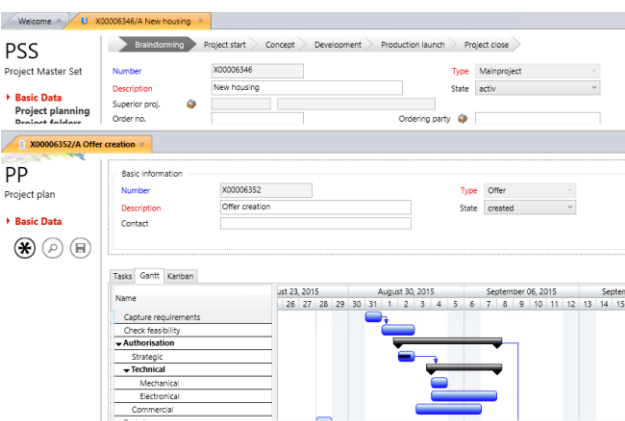 Welcome × X00006346/A New housing ×
PSS
Project Master Set
Basic Data
Project planning
Project folders
Brainstorming Project start Concept Development Production launch Project close
Number X00006346 Type Mainproject
Description New housing State activ
Superior proj.
Order no. Ordering party
X00006352/A Offer creation ×
PP
Project plan
Basic Data
Basic information
Number X00006352 Type Offer
Description Offer creation State created
Contact
Tasks Gantt Kanban
Name
ust 23, 2015 August 30, 2015 September 06, 2015 Septem
26 27 28 29 30 31 1 2 3 4 5 6 7 8 9 10 11 12 13 14 15
Capture requirements
Check feasibility
Authorisation
Strategic
Technical
Mechanical
Electronical
Commercial